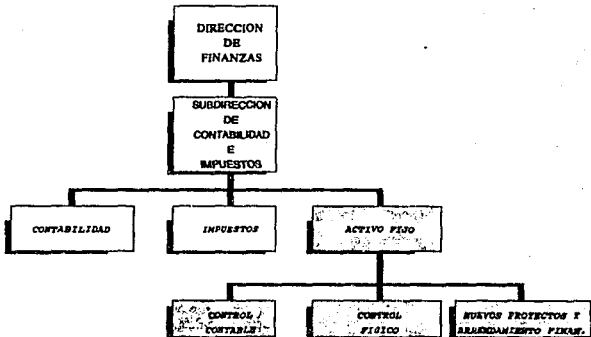 DIRECCION
DE
FINANZAS
SUBDIRECCION
DE
CONTABILIDAD
E
IMPUESTOS
CONTABILIDAD
IMPUESTOS
ACTIVO FIJO
CONTROL
CONTABLE
CONTROL
FISICO
NUEVOS PROYECTOS Y
ARRENDAMIENTO FINAN.